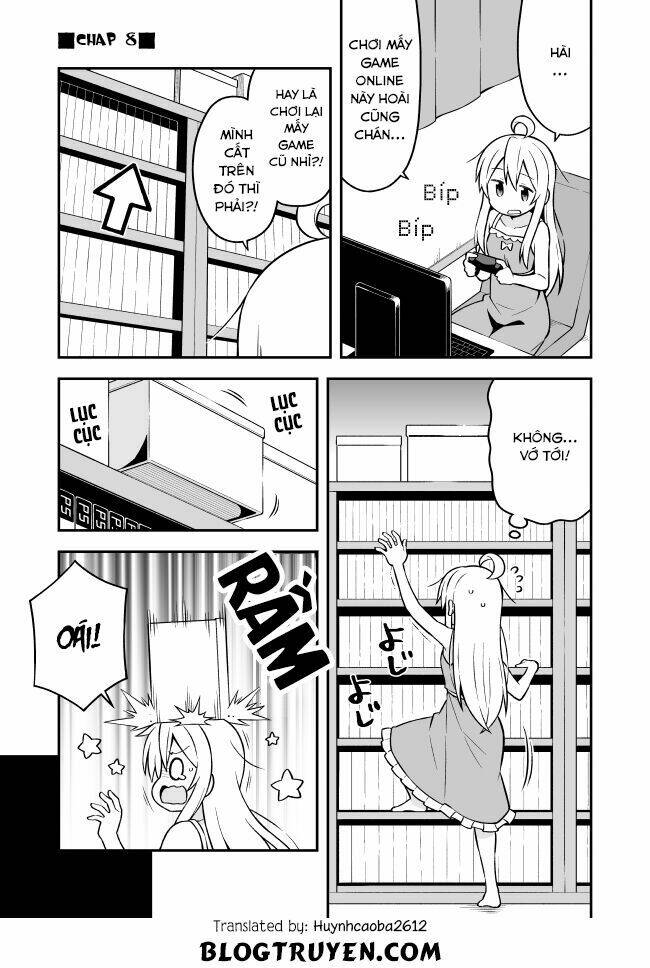 CHAP 8
HÀI
...
CHƠI MẤY
GAME
ONLINE
NÀY HOÀI
CŨNG
CHÁN...
Bíp
Bíp
HAY LÀ
CHƠI LẠI
MẤY
GAME
CŨ NHỈ?!
MÌNH
CẤT
TRÊN
ĐÓ THÌ
PHẢI?!
KHÔNG...
VỚ TỚI!
よじ
よじ
LỤC
CỤC
LỤC
CỤC
RẦM
OÁI!
Translated by: Huynhcaoba2612
BLOGTRUYEN.COM